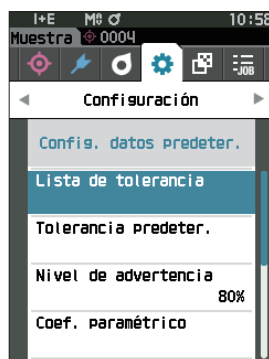 I+E M0 ♂ 10:58
Muestra 0004
JOB
Configuración
Config. datos predeter.
Lista de tolerancia
Tolerancia predeter.
Nivel de advertencia
80%
Coef. paramétrico